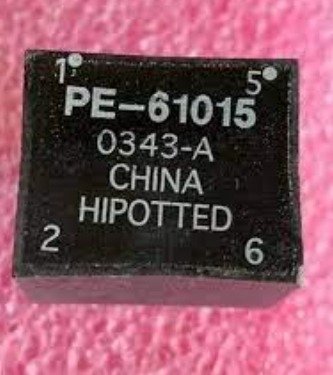 1 5
PE-61015
0343-A
CHINA
HIPOTTED
2 6